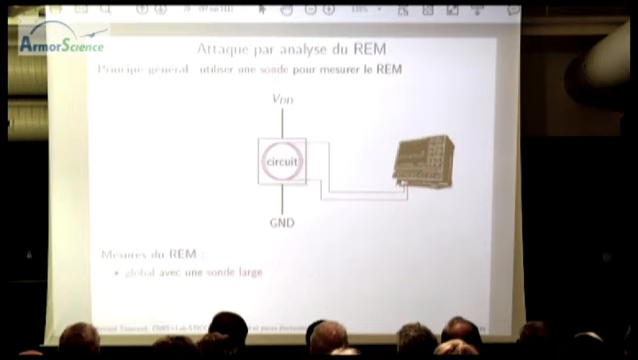 ArmorScience
Attaque par analyse du REM
Principe général utiliser une sonde pour mesurer le REM
VDD
circuit
GND
Mesures du REM :
• global avec une sonde large